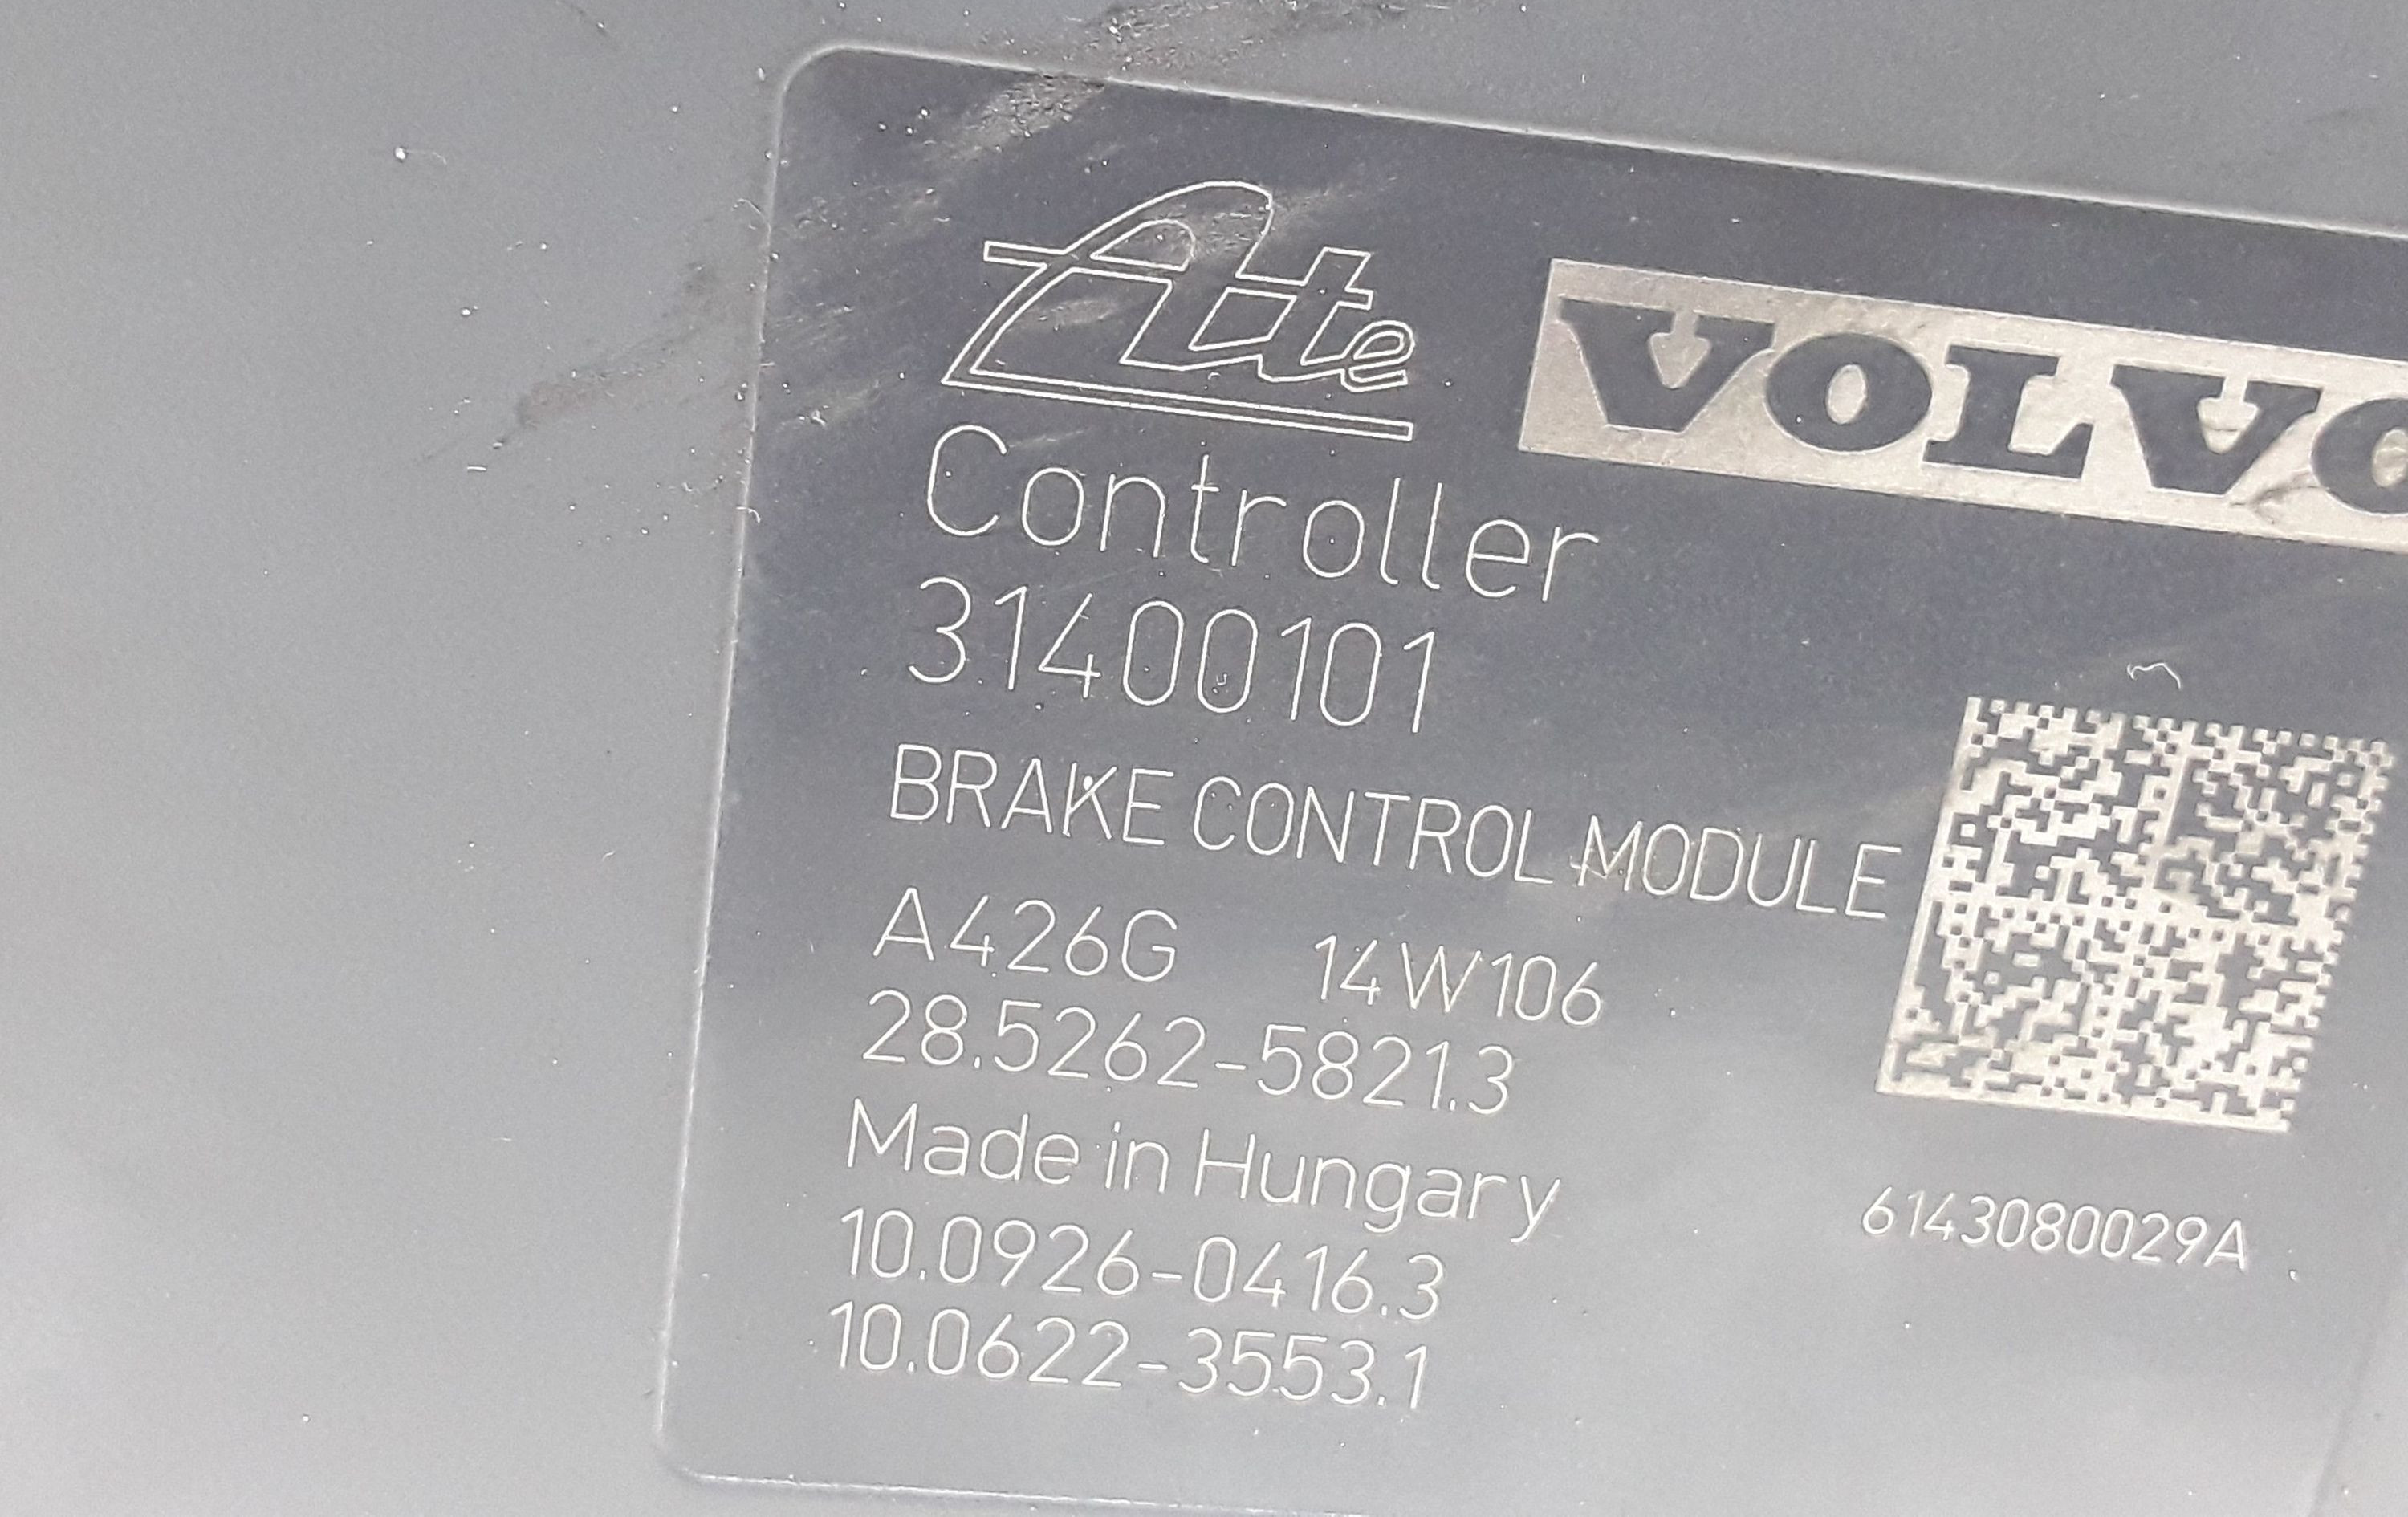 Ate
VOLVO
Controller
31400101
BRAKE CONTROL MODULE
A426G 14W106
28.5262-5821.3
Made in Hungary
10.0926-0416.3
10.0622-3553.1
6143080029A